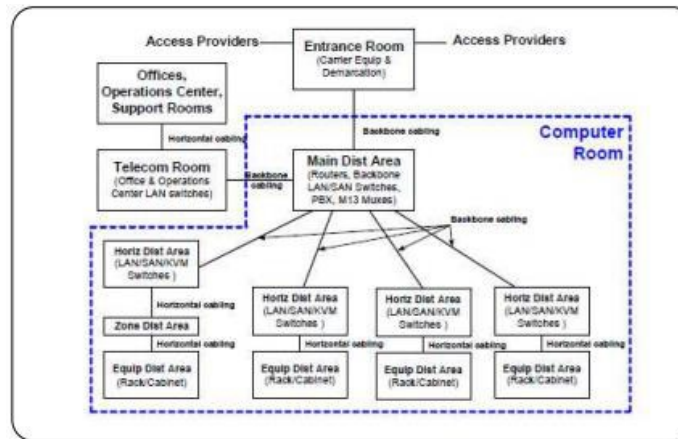 Access Providers
Entrance Room
(Carrier Equip &
Demarcation)
Access Providers
Offices,
Operations Center,
Support Rooms
Horizontal cabling
Backbone cabling
Computer
Room
Telecom Room
(Office & Operations
Center LAN switches)
Backbone
cabling
Main Dist Area
(Routers, Backbone
LAN/SAN Switches,
PBX, M13 Muxes)
Backbone cabling
Horiz Dist Area
(LAN/SAN/KVM
Switches )
Horizontal cabling
Zone Dist Area
Horizontal cabling
Equip Dist Area
(Rack/Cabinet)
Horiz Dist Area
(LAN/SAN/KVM
Switches )
Horizontal cabling
Equip Dist Area
(Rack/Cabinet)
Horiz Dist Area
(LAN/SAN/KVM
Switches )
Horizontal cabling
Equip Dist Area
(Rack/Cabinet)
Horiz Dist Area
(LAN/SAN/KVM
Switches )
Horizontal cabling
Equip Dist Area
(Rack/Cabinet)